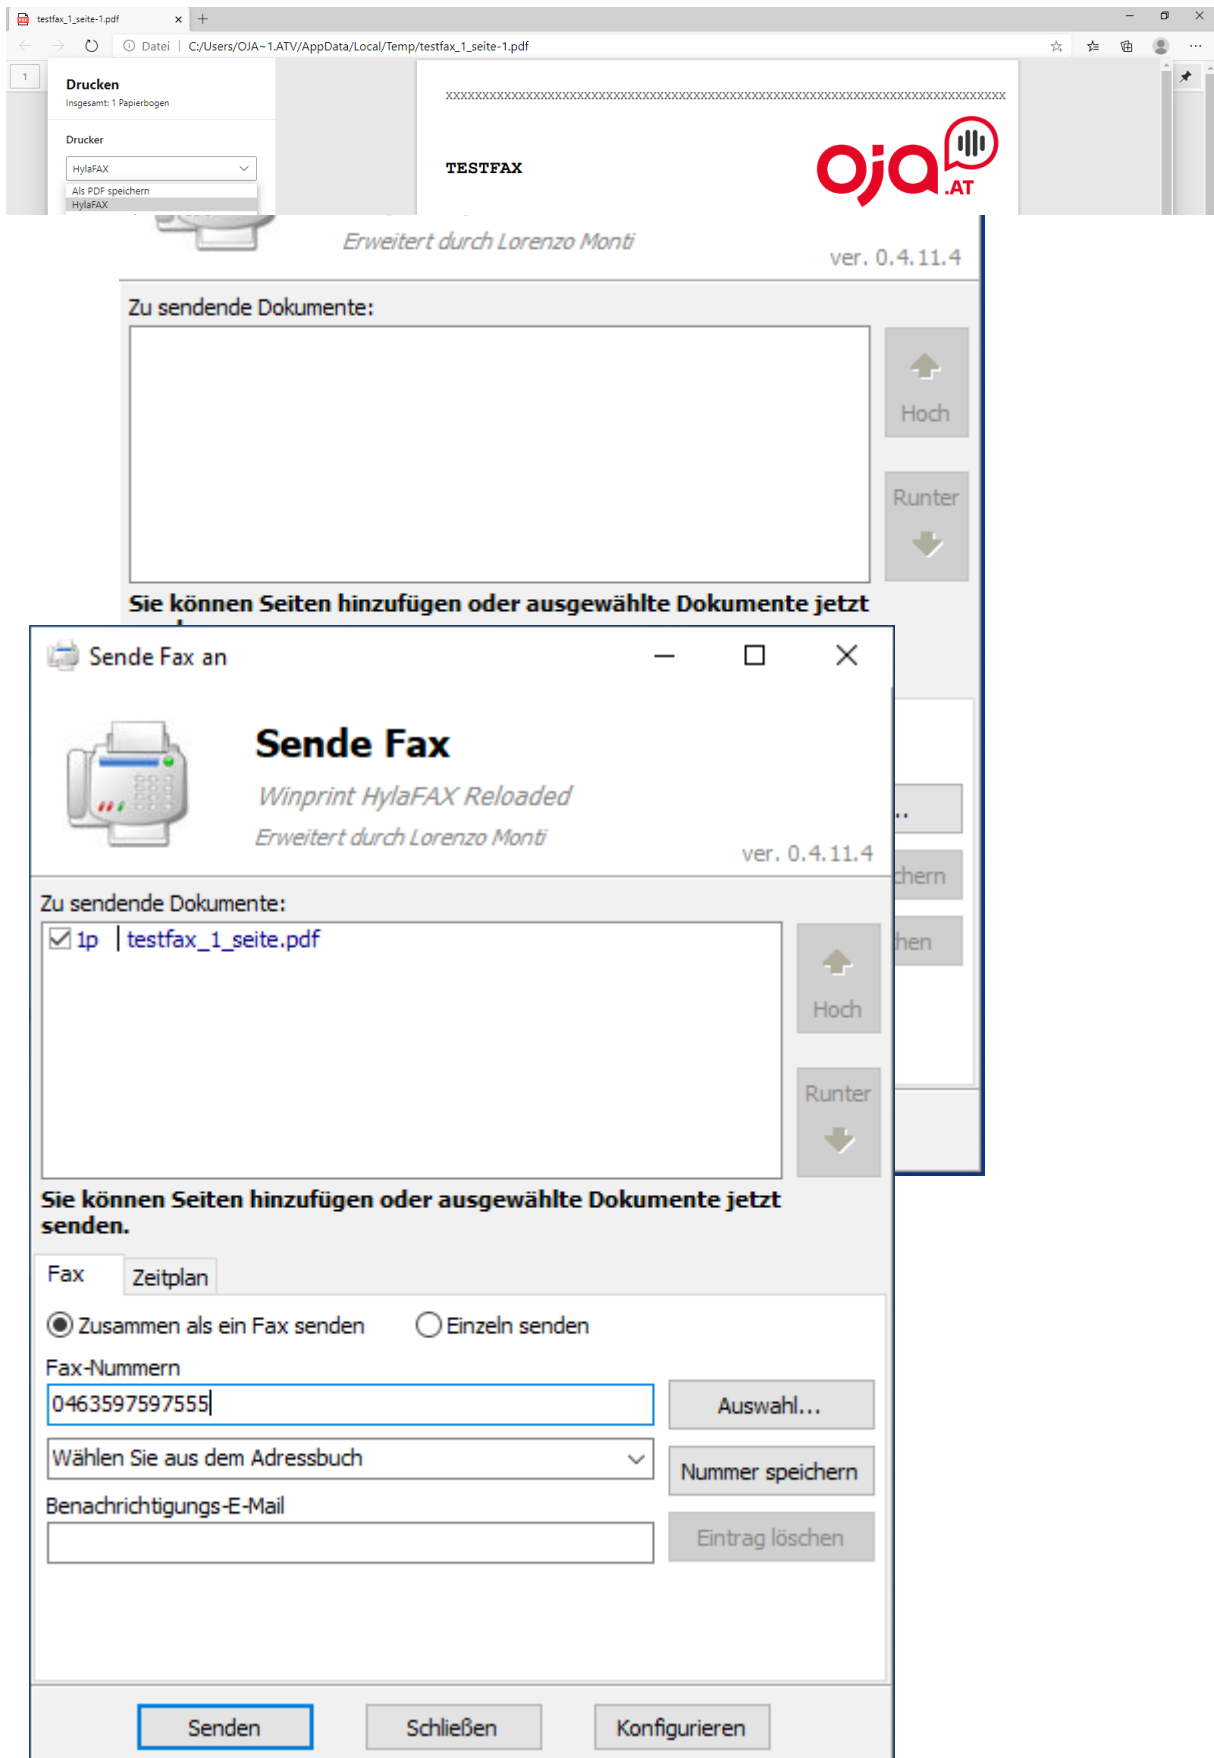 testfax_1_seite-1.pdf
Datei | C:/Users/OJA~1.ATV/AppData/Local/Temp/testfax_1_seite-1.pdf
1
Drucken
Insgesamt: 1 Papierbogen
Drucker
HylaFAX
Als PDF speichern
HylaFAX
TESTFAX
oja.AT
Erweitert durch Lorenzo Monti
ver. 0.4.11.4
Zu sendende Dokumente:
Hoch
Runter
Sie können Seiten hinzufügen oder ausgewählte Dokumente jetzt
Sende Fax an
Sende Fax
Winprint HylaFAX Reloaded
Erweitert durch Lorenzo Monti
ver. 0.4.11.4
..
chern
hen
Zu sendende Dokumente:
1p | testfax_1_seite.pdf
Hoch
Runter
Sie können Seiten hinzufügen oder ausgewählte Dokumente jetzt
senden.
Fax Zeitplan
Zusammen als ein Fax senden Einzeln senden
Fax-Nummern
0463597597555
Auswahl...
Wählen Sie aus dem Adressbuch
Nummer speichern
Benachrichtigungs-E-Mail
Eintrag löschen
Senden Schließen Konfigurieren